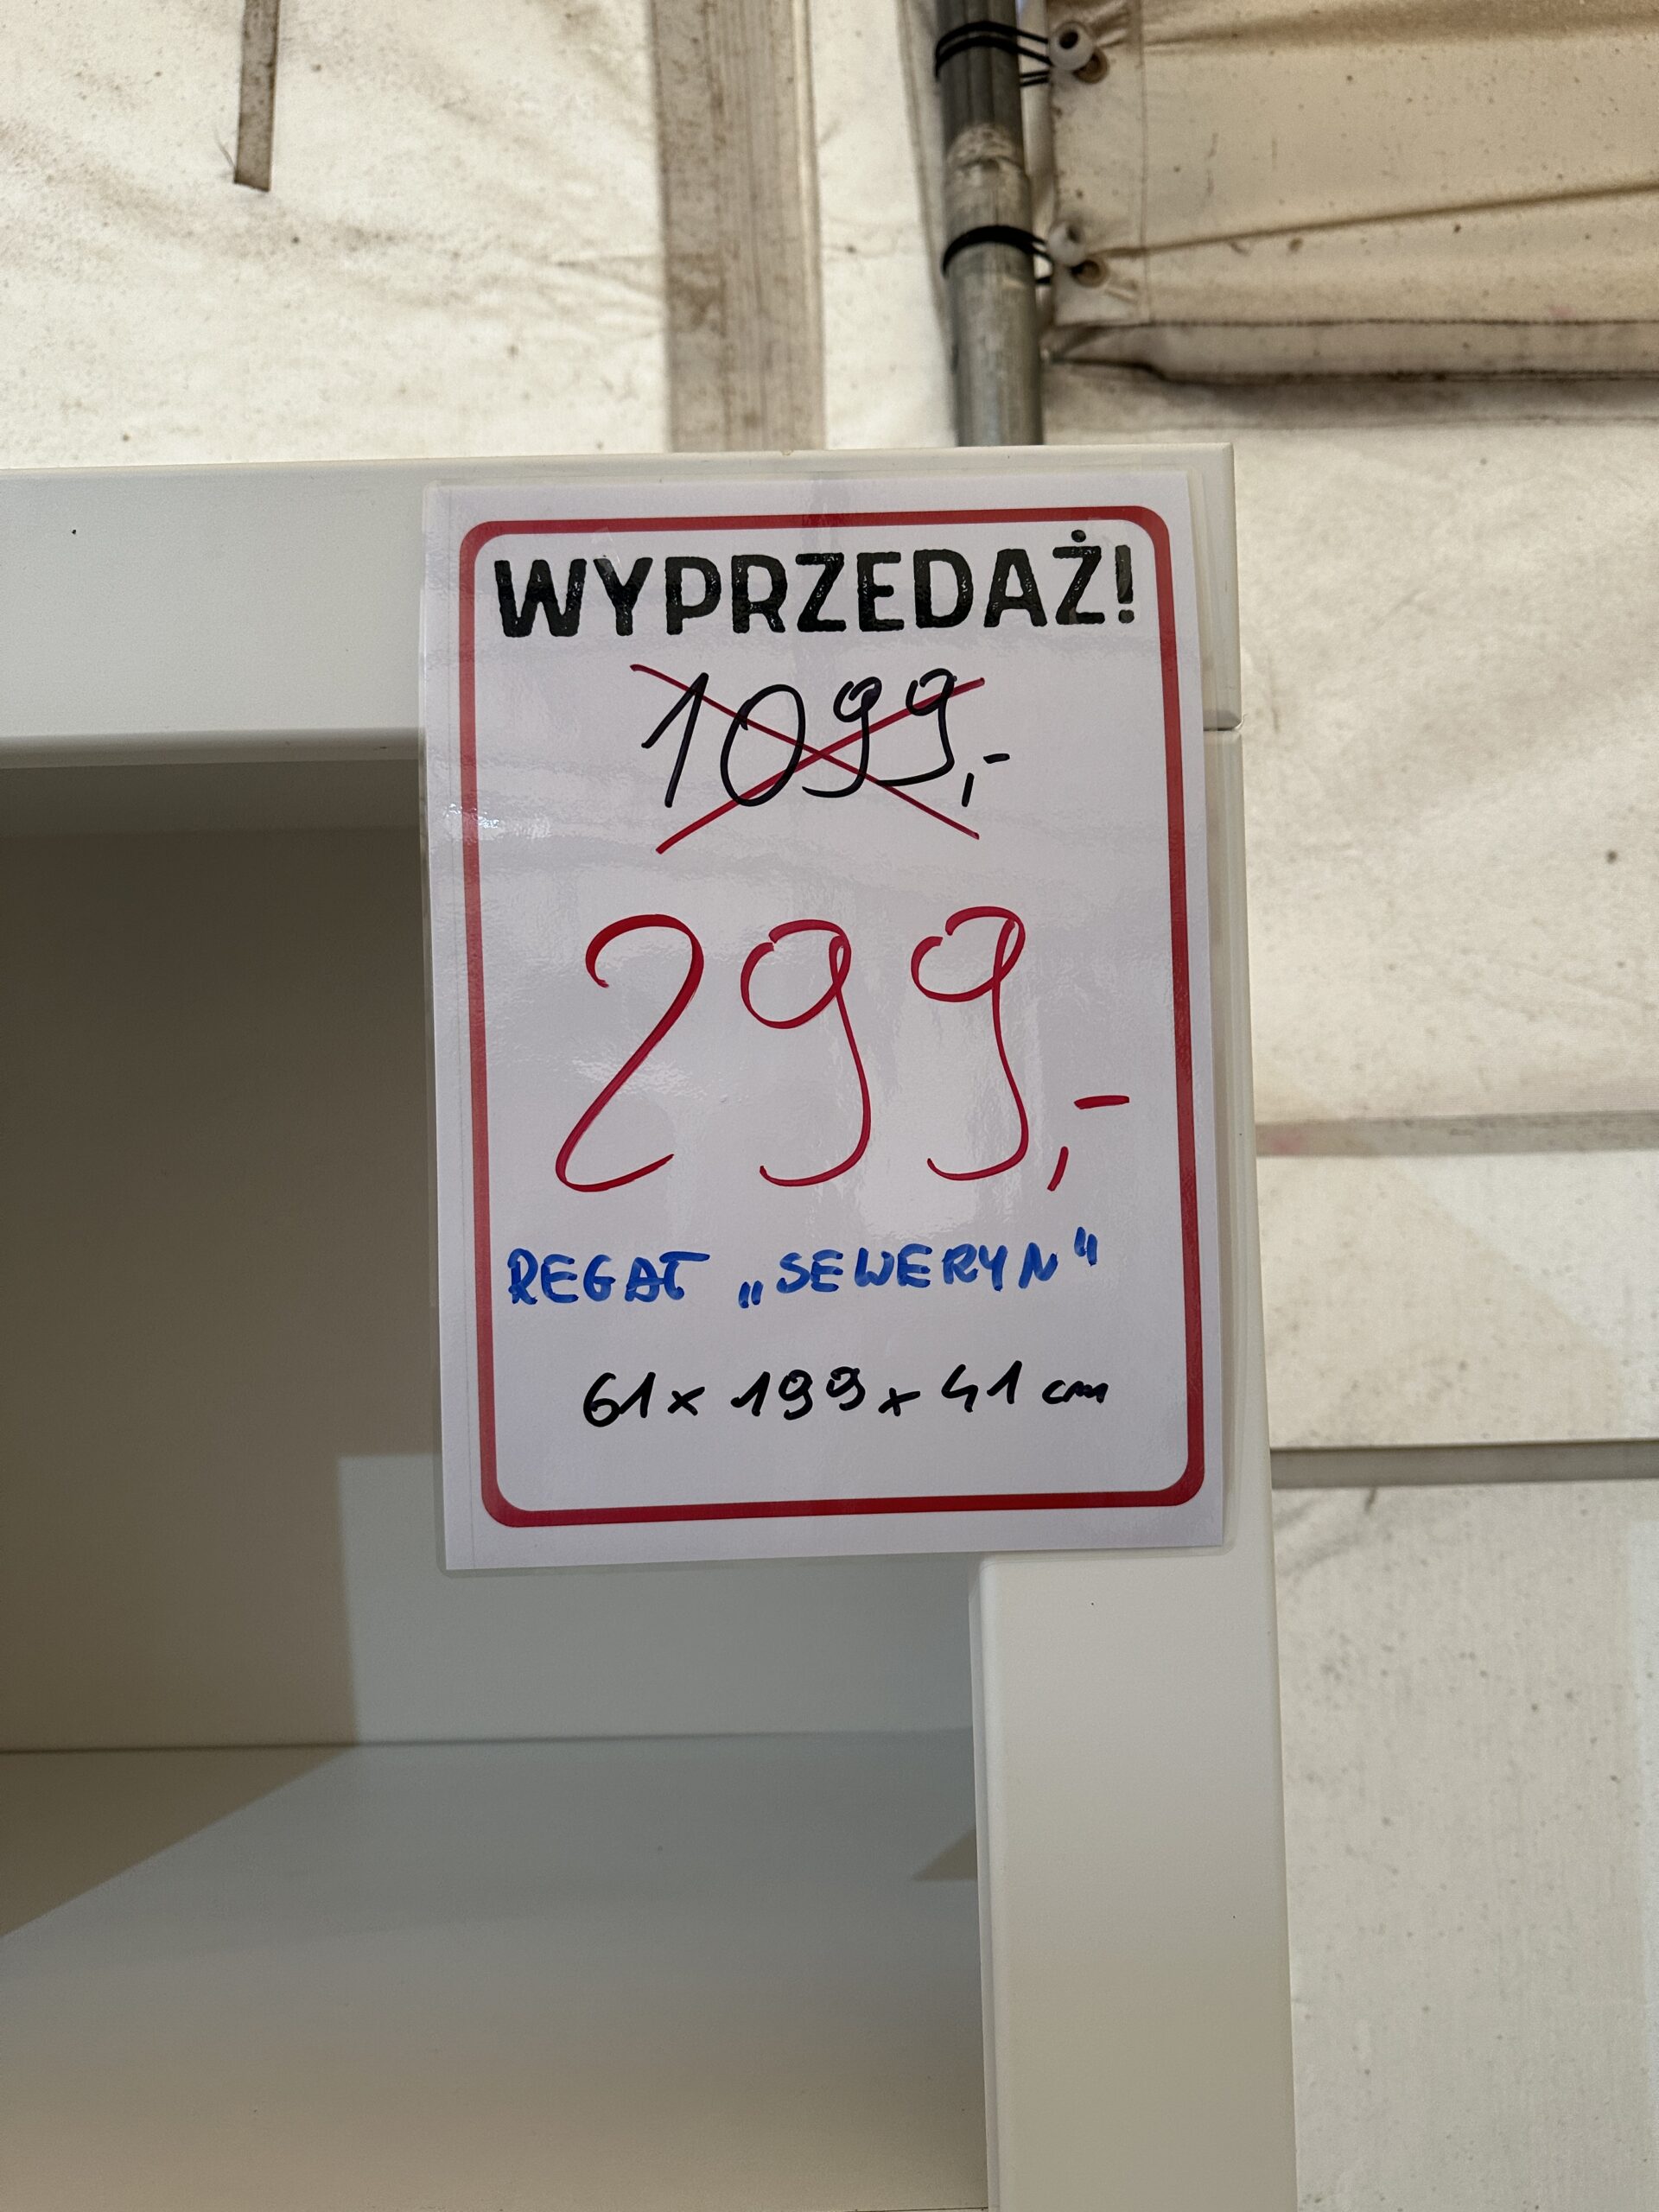 WYPRZEDAŻ!
1099,-
299,-
REGAŁ „SEWERYN"
61 x 199 x 41 cm